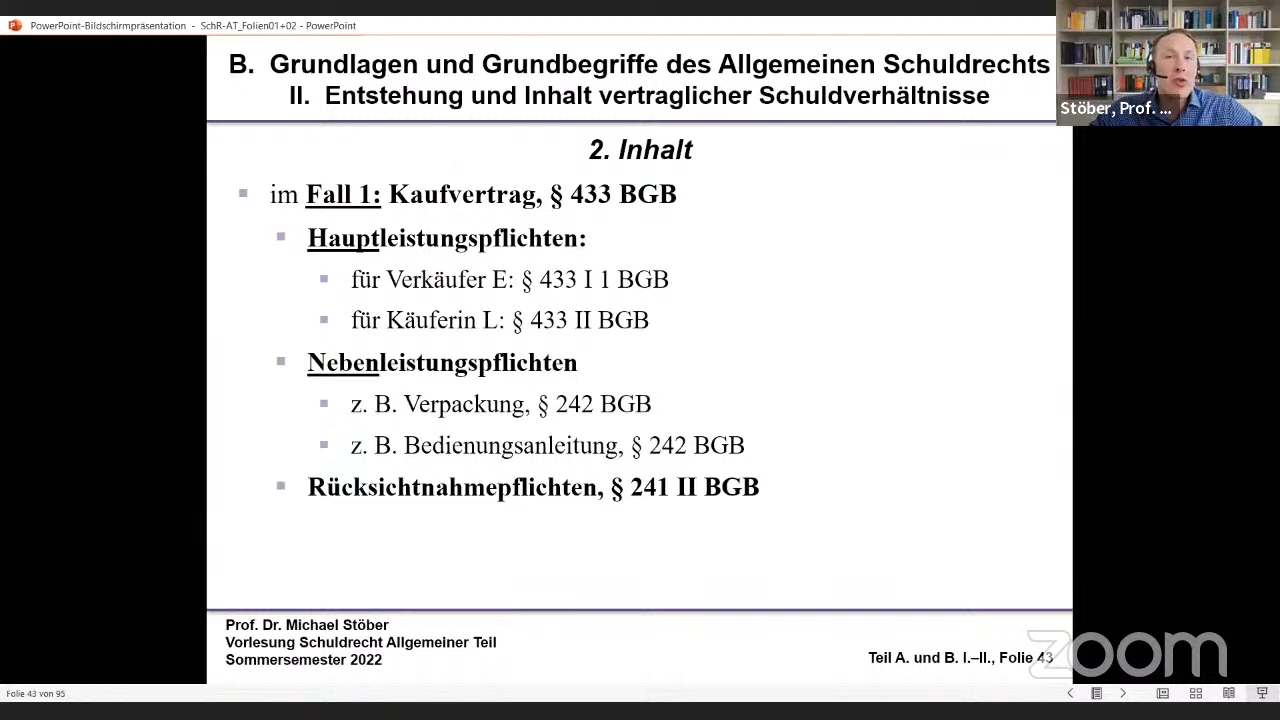 PowerPoint-Bildschirmpräsentation - SchR-AT_Folien01+02 - PowerPoint
B. Grundlagen und Grundbegriffe des Allgemeinen Schuldrechts
II. Entstehung und Inhalt vertraglicher Schuldverhältnisse
Stöber, Prof. ...
2. Inhalt
im Fall 1: Kaufvertrag, § 433 BGB
Hauptleistungspflichten:
für Verkäufer E: § 433 I 1 BGB
für Käuferin L: § 433 II BGB
Nebenleistungspflichten
z. B. Verpackung, § 242 BGB
z. B. Bedienungsanleitung, § 242 BGB
Rücksichtnahmepflichten, § 241 II BGB
Prof. Dr. Michael Stöber
Vorlesung Schuldrecht Allgemeiner Teil
Sommersemester 2022
Teil A. und B. I.–II., Folie 43
zoom
Folie 43 von 95